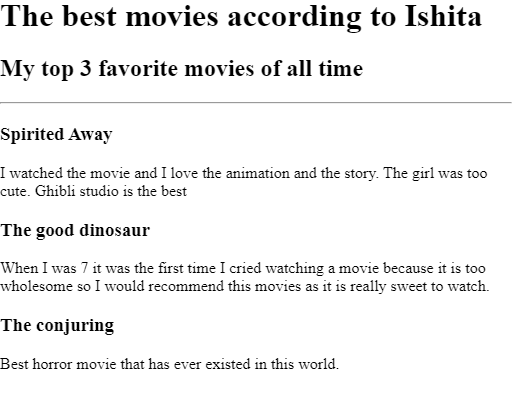 The best movies according to Ishita
My top 3 favorite movies of all time
Spirited Away
I watched the movie and I love the animation and the story. The girl was too
cute. Ghibli studio is the best
The good dinosaur
When I was 7 it was the first time I cried watching a movie because it is too
wholesome so I would recommend this movies as it is really sweet to watch.
The conjuring
Best horror movie that has ever existed in this world.